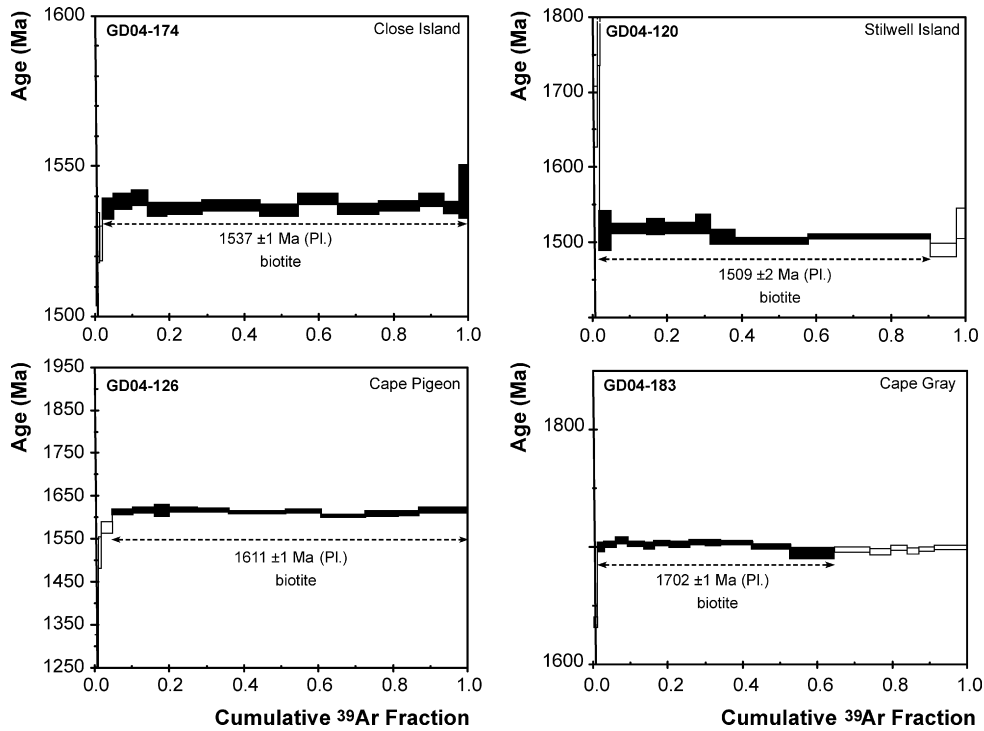 Age (Ma)
1600
1550
1500
GD04-174
Close Island
1537 ±1 Ma (Pl.)
biotite
0.0 0.2 0.4 0.6 0.8 1.0
Age (Ma)
1800
1700
1600
1500
GD04-120
Stilwell Island
1509 ±2 Ma (Pl.)
biotite
0.0 0.2 0.4 0.6 0.8 1.0
Age (Ma)
1950
1850
1750
1650
1550
1450
1350
1250
GD04-126
Cape Pigeon
1611 ±1 Ma (Pl.)
biotite
0.0 0.2 0.4 0.6 0.8 1.0
Cumulative ³⁹Ar Fraction
Age (Ma)
1800
1600
GD04-183
Cape Gray
1702 ±1 Ma (Pl.)
biotite
0.0 0.2 0.4 0.6 0.8 1.0
Cumulative ³⁹Ar Fraction